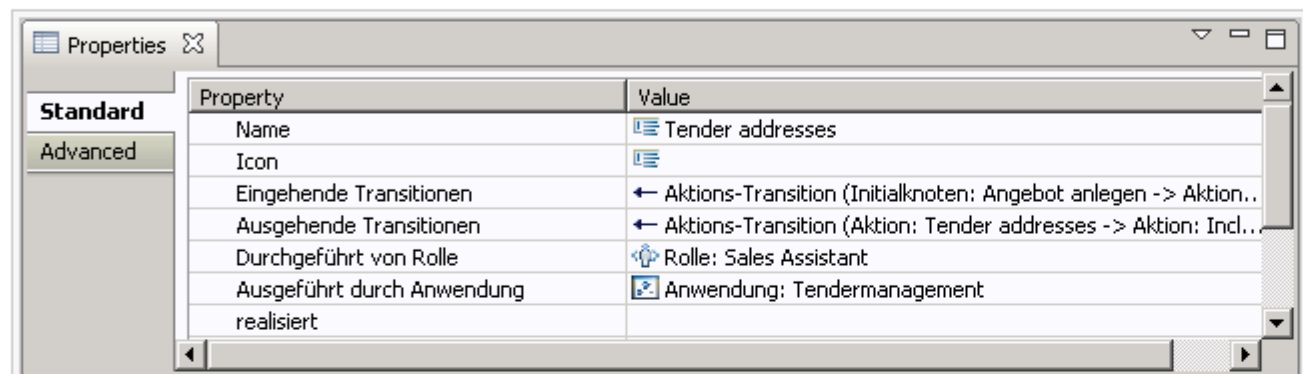 Properties
Standard
Advanced
Property Value
Name Tender addresses
Icon
Eingehende Transitionen Aktions-Transition (Initialknoten: Angebot anlegen -> Aktion...
Ausgehende Transitionen Aktions-Transition (Aktion: Tender addresses -> Aktion: Incl...
Durchgeführt von Rolle Rolle: Sales Assistant
Ausgeführt durch Anwendung Anwendung: Tendermanagement
realisiert